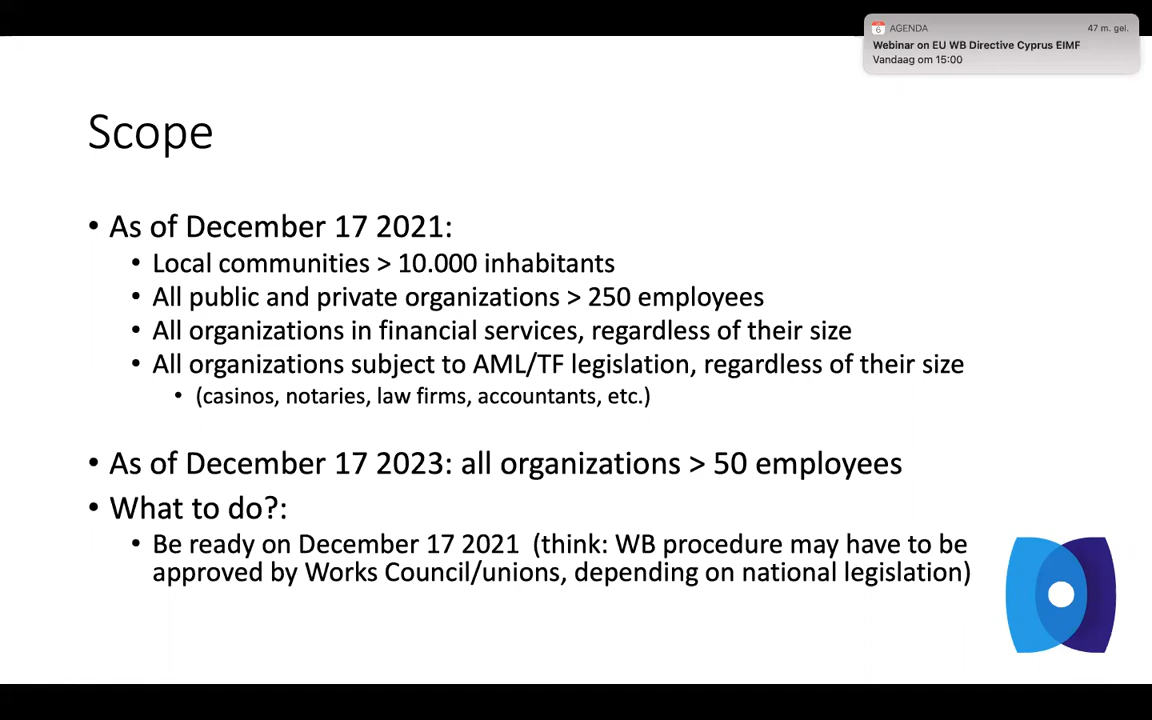 6
AGENDA
47 m. gel.
Webinar on EU WB Directive Cyprus EIMF
Vandaag om 15:00
Scope
• As of December 17 2021:
• Local communities > 10.000 inhabitants
• All public and private organizations > 250 employees
• All organizations in financial services, regardless of their size
• All organizations subject to AML/TF legislation, regardless of their size
• (casinos, notaries, law firms, accountants, etc.)
• As of December 17 2023: all organizations > 50 employees
• What to do?:
• Be ready on December 17 2021 (think: WB procedure may have to be
approved by Works Council/unions, depending on national legislation)